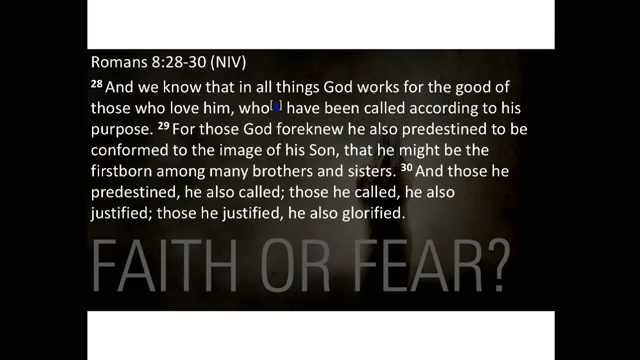 Romans 8:28-30 (NIV)
28 And we know that in all things God works for the good of
those who love him, who[ ] have been called according to his
purpose. 29 For those God foreknew he also predestined to be
conformed to the image of his Son, that he might be the
firstborn among many brothers and sisters. 30 And those he
predestined, he also called; those he called, he also
justified; those he justified, he also glorified.
FAITH OR FEAR?